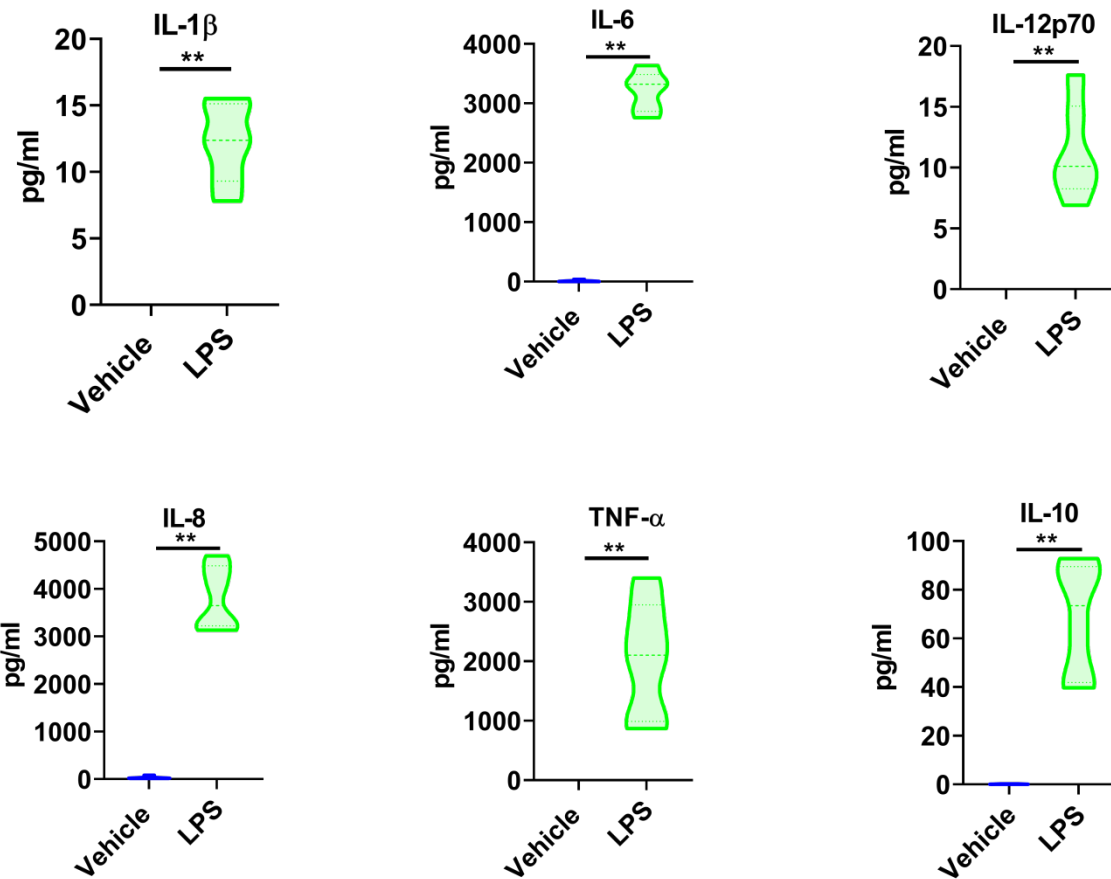 IL-1β
**
20
15
10
5
0
pg/ml
Vehicle
LPS
IL-6
**
4000
3000
2000
1000
0
pg/ml
Vehicle
LPS
IL-12p70
**
20
15
10
5
0
pg/ml
Vehicle
LPS
IL-8
**
5000
4000
3000
2000
1000
0
pg/ml
Vehicle
LPS
TNF-α
**
4000
3000
2000
1000
0
pg/ml
Vehicle
LPS
IL-10
**
100
80
60
40
20
0
pg/ml
Vehicle
LPS